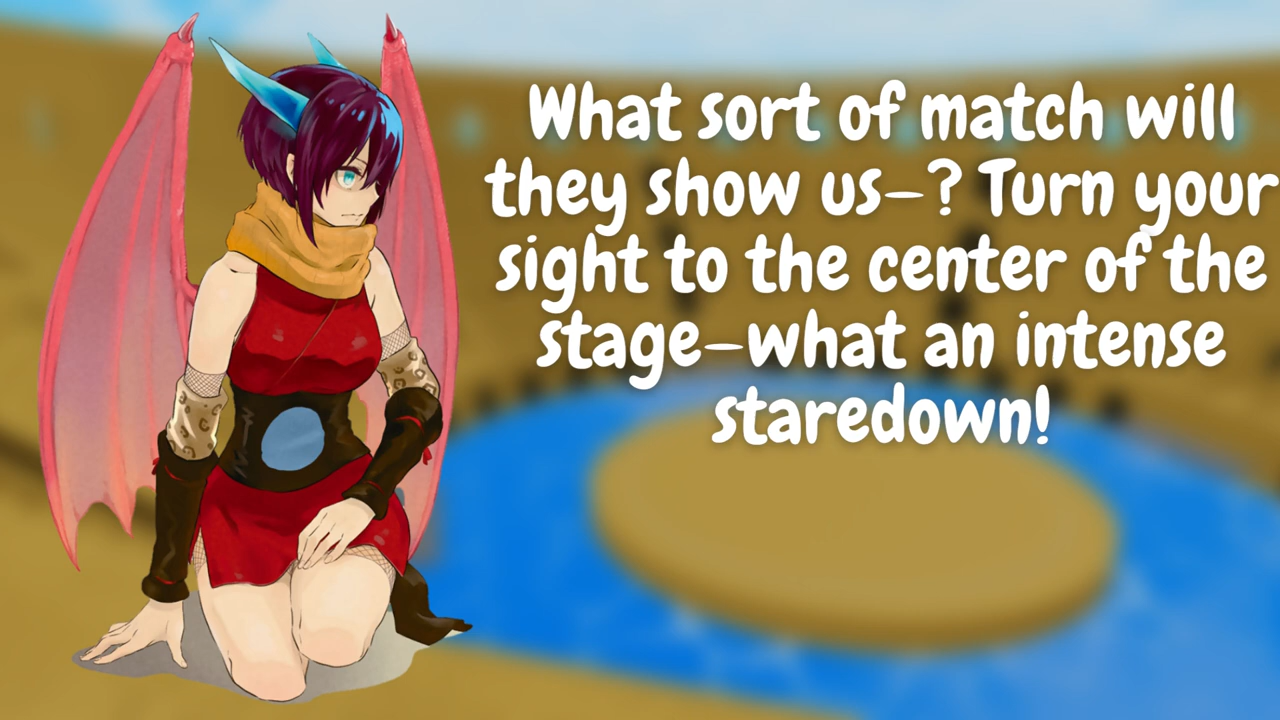 What sort of match will
they show us—? Turn your
sight to the center of the
stage—what an intense
staredown!